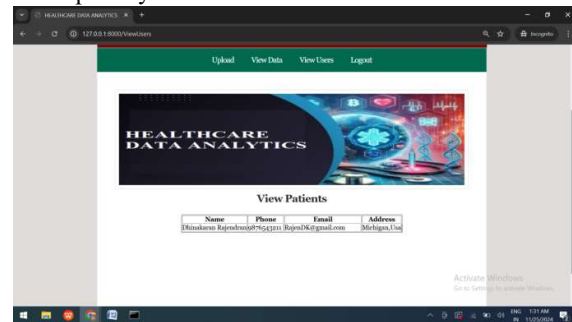 HEALTHCARE DATA ANALYTICS
127.0.0.1:8000/ViewUsers
Incognito
Upload View Data View Users Logout
HEALTHCARE
DATA ANALYTICS
View Patients
Name Phone Email Address
Dhinakaran Rajendran 9876543211 RajenDK@gmail.com Michigan,Usa
Activate Windows
Go to Settings to activate Windows.
ENG 1:31 AM
IN 11/25/2024